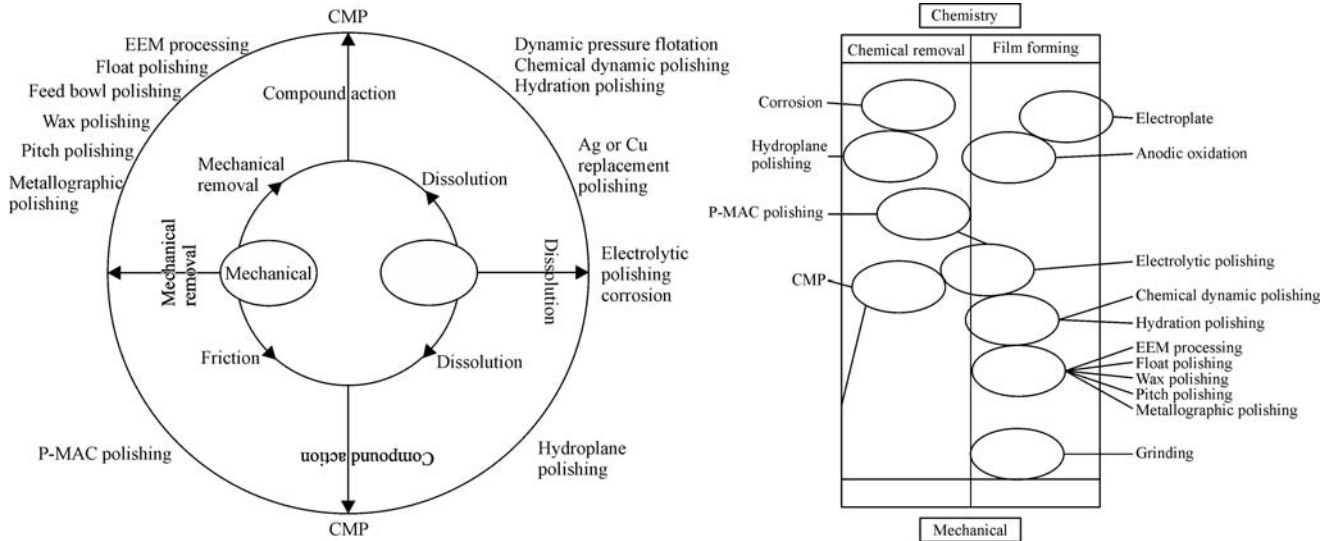 CMP
EEM processing
Float polishing
Feed bowl polishing
Wax polishing
Pitch polishing
Metallographic
polishing
Dynamic pressure flotation
Chemical dynamic polishing
Hydration polishing
Compound action
Ag or Cu
replacement
polishing
Mechanical
removal
Dissolution
Mechanical
removal
Mechanical
Dissolution
Electrolytic
polishing
corrosion
Friction
Dissolution
P-MAC polishing
Compound action
Hydroplane
polishing
CMP
Chemistry
Chemical removal
Film forming
Corrosion
Hydroplane
polishing
P-MAC polishing
CMP
Electroplate
Anodic oxidation
Electrolytic polishing
Chemical dynamic polishing
Hydration polishing
EEM processing
Float polishing
Wax polishing
Pitch polishing
Metallographic polishing
Grinding
Mechanical